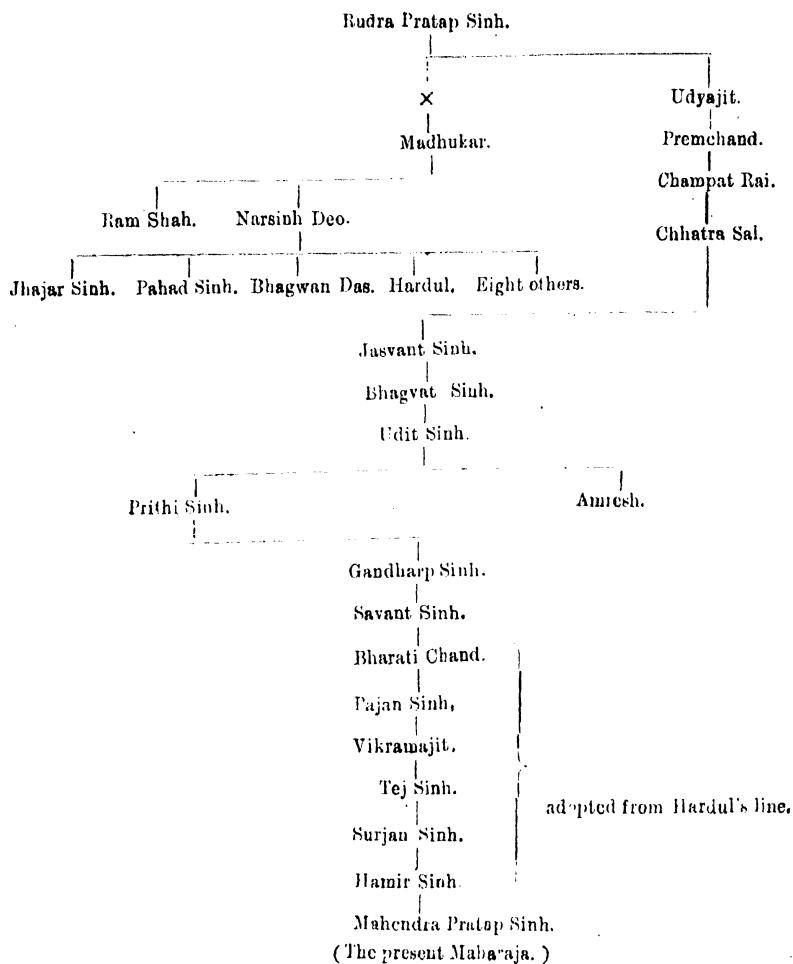 Rudra Pratap Sinh.
× Udyajit.
Madhukar. Premchand.
Champat Rai.
Ram Shah. Narsinh Deo.
Chhatra Sal.
Jhajar Sinh. Pahad Sinh. Bhagwan Das. Hardul. Eight others.
Jasvant Sinh.
Bhagvat Sinh.
Udit Sinh.
Prithi Sinh. Amresh.
Gandharp Sinh.
Savant Sinh.
Bharati Chand.
Pajan Sinh,
Vikramajit.
Tej Sinh.
adopted from Hardul's line.
Surjan Sinh.
Hamir Sinh.
Mahendra Pratap Sinh.
(The present Maharaja.)